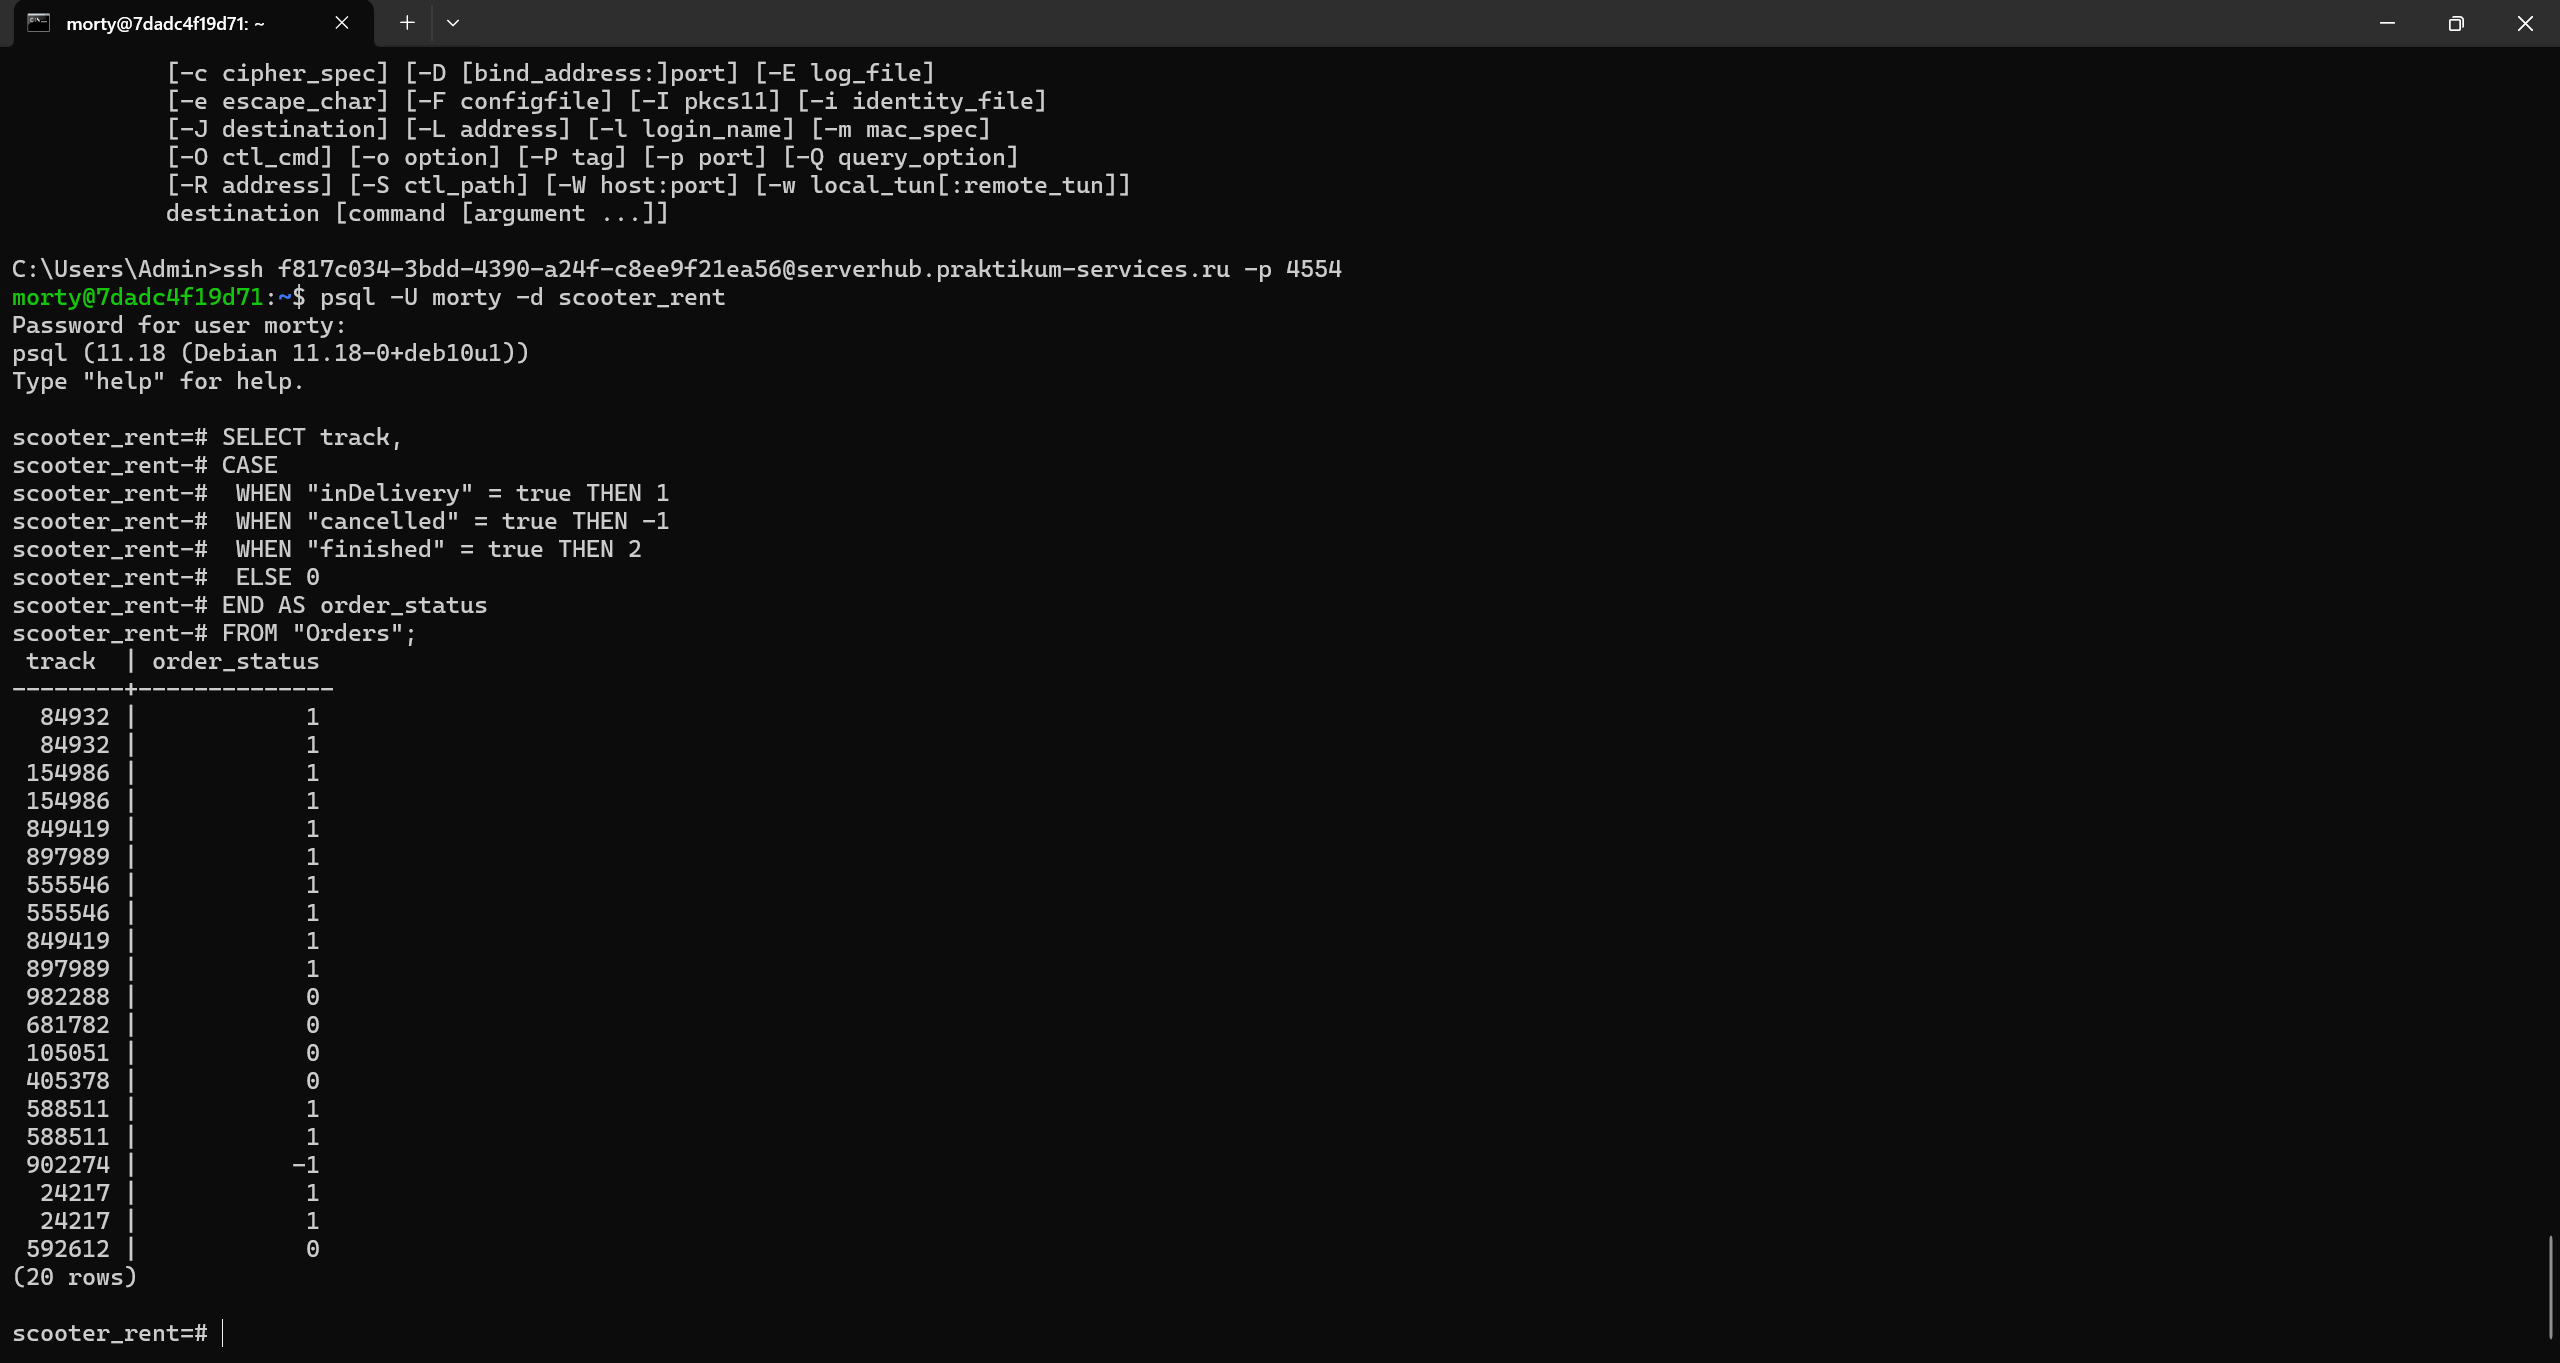 morty@7dadc4f19d71: ~
[-c cipher_spec] [-D [bind_address:]port] [-E log_file]
[-e escape_char] [-F configfile] [-I pkcs11] [-i identity_file]
[-J destination] [-L address] [-l login_name] [-m mac_spec]
[-O ctl_cmd] [-o option] [-P tag] [-p port] [-Q query_option]
[-R address] [-S ctl_path] [-W host:port] [-w local_tun[:remote_tun]]
destination [command [argument ...]]
C:\Users\Admin>ssh f817c034-3bdd-4390-a24f-c8ee9f21ea56@serverhub.praktikum-services.ru -p 4554
morty@7dadc4f19d71:~$ psql -U morty -d scooter_rent
Password for user morty:
psql (11.18 (Debian 11.18-0+deb10u1))
Type "help" for help.
scooter_rent=# SELECT track,
scooter_rent-# CASE
scooter_rent-#  WHEN "inDelivery" = true THEN 1
scooter_rent-#  WHEN "cancelled" = true THEN -1
scooter_rent-#  WHEN "finished" = true THEN 2
scooter_rent-#  ELSE 0
scooter_rent-# END AS order_status
scooter_rent-# FROM "Orders";
 track  | order_status
--------+--------------
  84932 |            1
  84932 |            1
 154986 |            1
 154986 |            1
 849419 |            1
 897989 |            1
 555546 |            1
 555546 |            1
 849419 |            1
 897989 |            1
 982288 |            0
 681782 |            0
 105051 |            0
 405378 |            0
 588511 |            1
 588511 |            1
 902274 |           -1
  24217 |            1
  24217 |            1
 592612 |            0
(20 rows)
scooter_rent=#